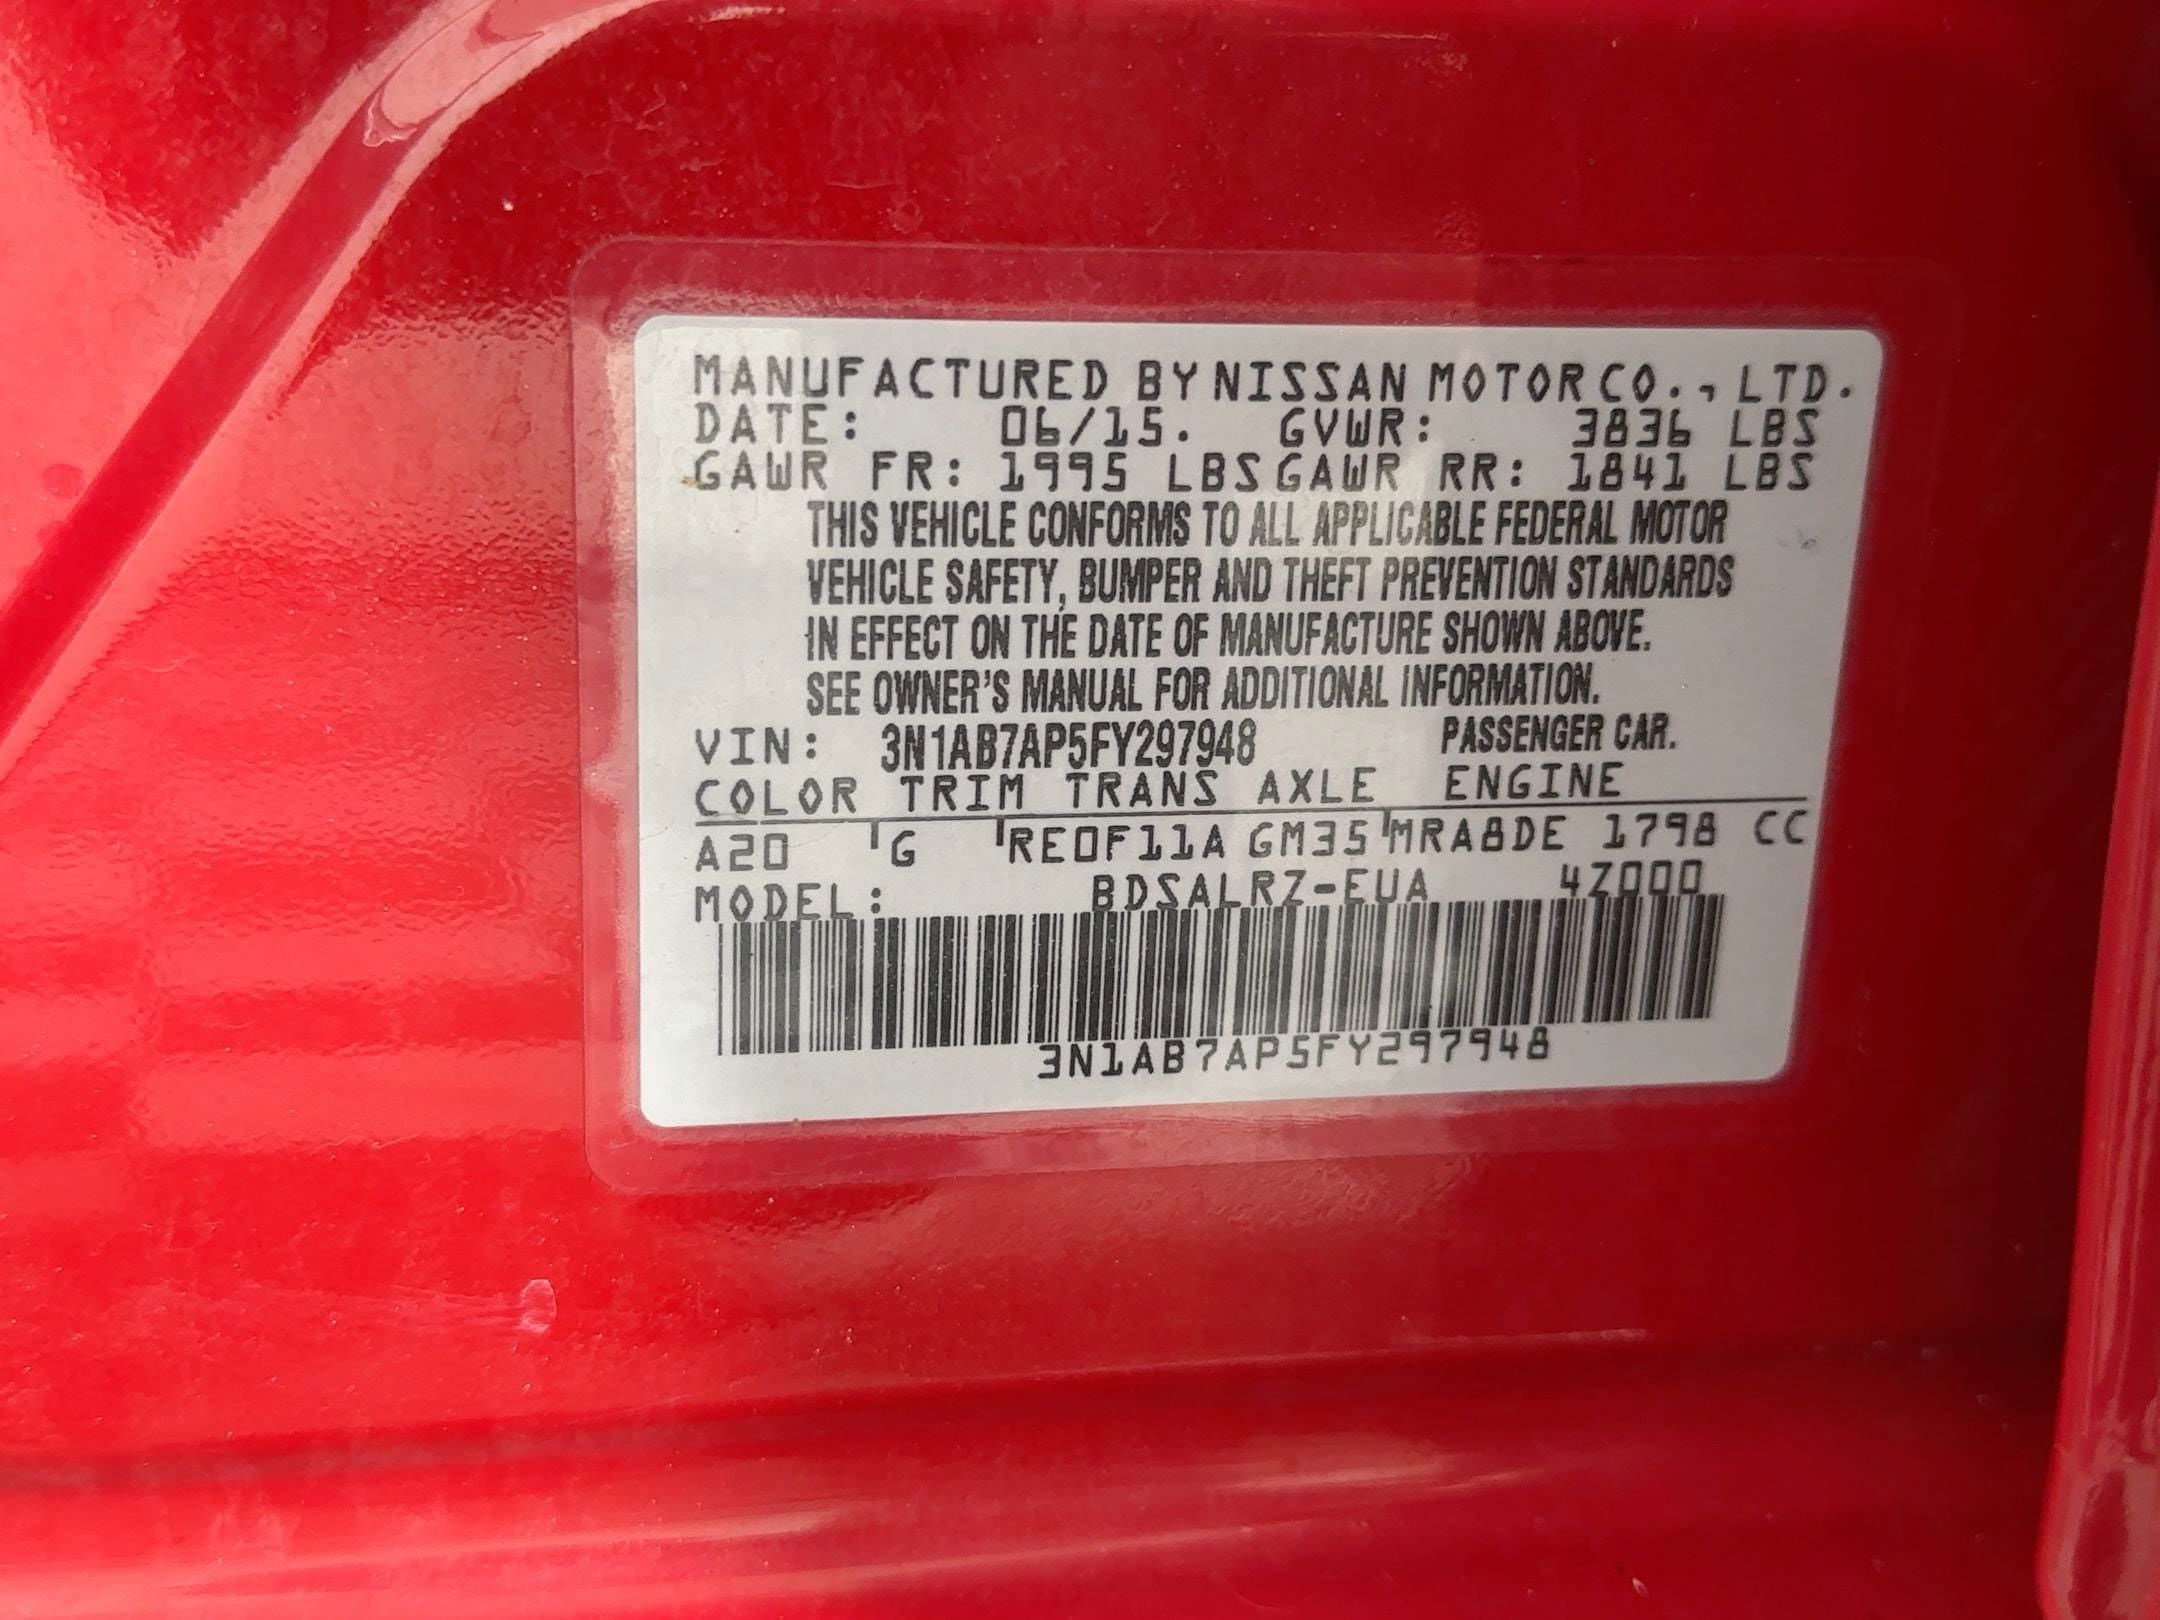 MANUFACTURED BY NISSAN MOTOR CO., LTD.
DATE: 06/15. GVWR: 3836 LBS
GAWR FR: 1995 LBS GAWR RR: 1841 LBS
THIS VEHICLE CONFORMS TO ALL APPLICABLE FEDERAL MOTOR
VEHICLE SAFETY, BUMPER AND THEFT PREVENTION STANDARDS
IN EFFECT ON THE DATE OF MANUFACTURE SHOWN ABOVE.
SEE OWNER'S MANUAL FOR ADDITIONAL INFORMATION.
VIN: 3N1AB7AP5FY297948 PASSENGER CAR.
COLOR TRIM TRANS AXLE ENGINE
A20 G RE0F11A GM35 MRA8DE 1798 CC
MODEL: BDSALRZ-EUA 4Z000
3N1AB7AP5FY297948